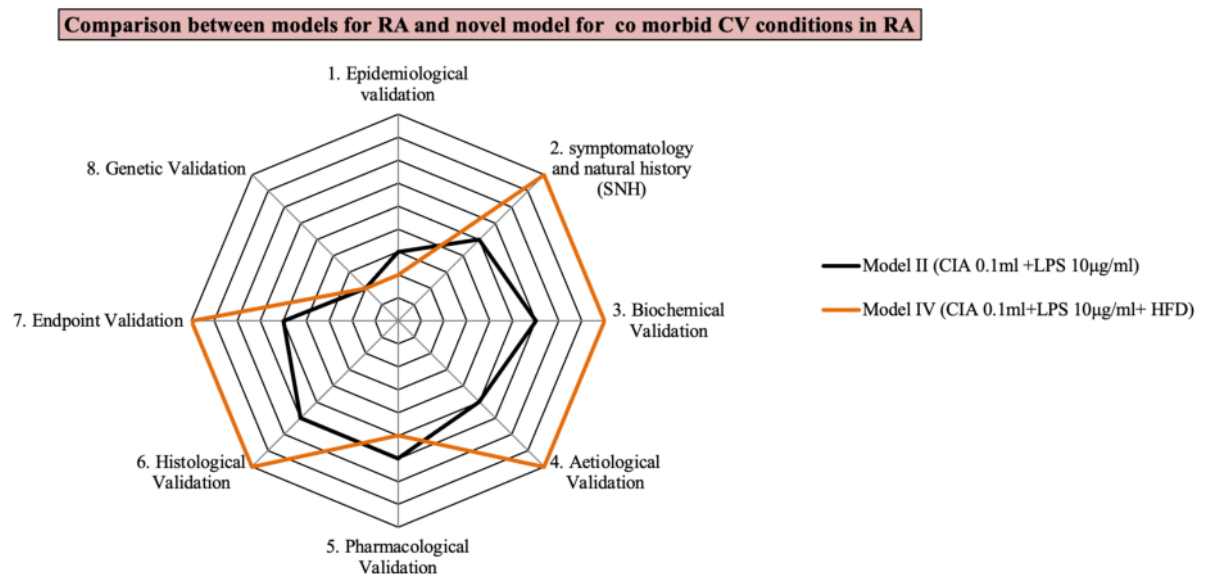 Comparison between models for RA and novel model for co morbid CV conditions in RA
1. Epidemiological
validation
2. symptomatology
and natural history
(SNH)
8. Genetic Validation
3. Biochemical
Validation
7. Endpoint Validation
6. Histological
Validation
4. Aetiological
Validation
5. Pharmacological
Validation
Model II (CIA 0.1ml +LPS 10µg/ml)
Model IV (CIA 0.1ml+LPS 10µg/ml+ HFD)